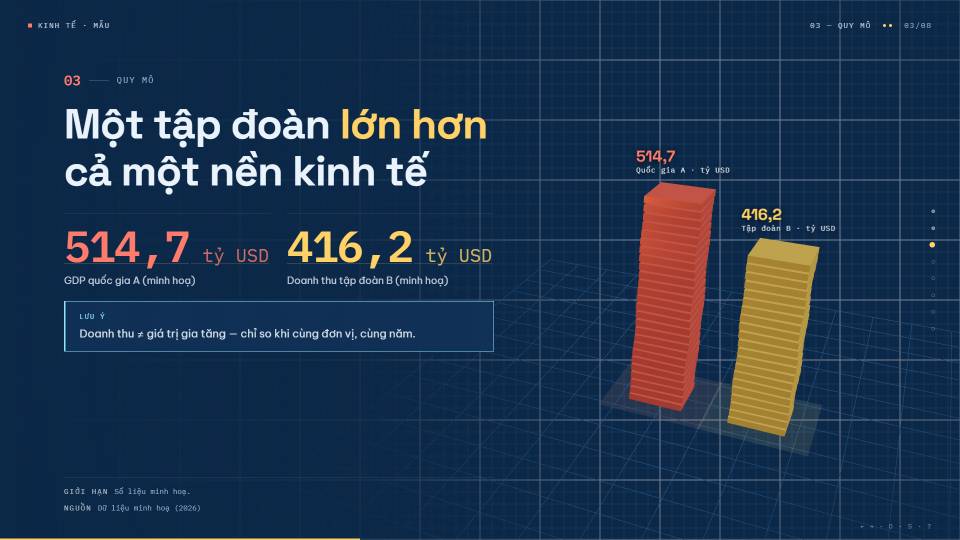 KINH TẾ · MẪU
03 — QUY MÔ
03/08
03 — QUY MÔ
Một tập đoàn lớn hơn
cả một nền kinh tế
514,7 tỷ USD
416,2 tỷ USD
GDP quốc gia A (minh hoạ)
Doanh thu tập đoàn B (minh hoạ)
LƯU Ý
Doanh thu ≠ giá trị gia tăng — chỉ so khi cùng đơn vị, cùng năm.
514,7
Quốc gia A · tỷ USD
416,2
Tập đoàn B · tỷ USD
GIỚI HẠN Số liệu minh hoạ.
NGUỒN Dữ liệu minh hoạ (2026)